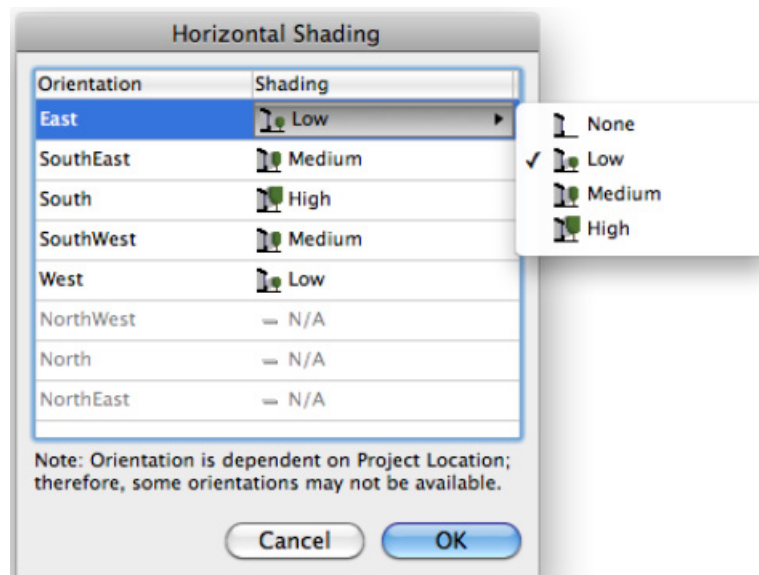 Horizontal Shading
Orientation Shading
East Low
SouthEast Medium
South High
SouthWest Medium
West Low
NorthWest N/A
North N/A
NorthEast N/A
None
✓ Low
Medium
High
Note: Orientation is dependent on Project Location;
therefore, some orientations may not be available.
Cancel OK